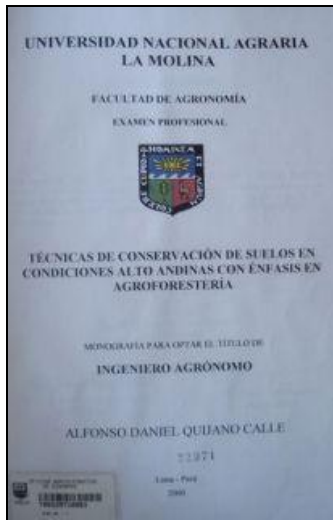 UNIVERSIDAD NACIONAL AGRARIA
LA MOLINA
FACULTAD DE AGRONOMÍA
EXAMEN PROFESIONAL
TÉCNICAS DE CONSERVACIÓN DE SUELOS EN
CONDICIONES ALTO ANDINAS CON ÉNFASIS EN
AGROFORESTERÍA
MONOGRAFÍA PARA OPTAR EL TITULO DE
INGENIERO AGRÓNOMO
ALFONSO DANIEL QUIJANO CALLE
Lima - Perú
2000